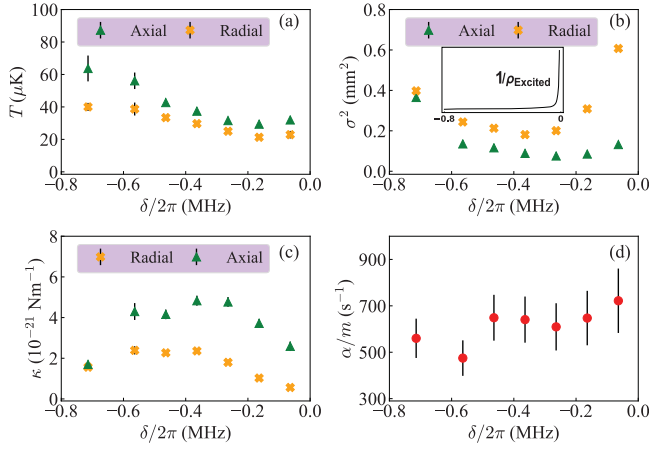 (a)
Axial Radial
T (μK)
100
80
60
40
20
0
−0.8 −0.6 −0.4 −0.2 0.0
δ/2π (MHz)
(b)
Axial Radial
σ² (mm²)
0.8
0.6
0.4
0.2
0.0
1/ρExcited
−0.8 0
−0.8 −0.6 −0.4 −0.2 0.0
δ/2π (MHz)
(c)
Radial Axial
κ (10⁻²¹ Nm⁻¹)
8
6
4
2
0
−0.8 −0.6 −0.4 −0.2 0.0
δ/2π (MHz)
(d)
α/m (s⁻¹)
900
700
500
300
−0.8 −0.6 −0.4 −0.2 0.0
δ/2π (MHz)